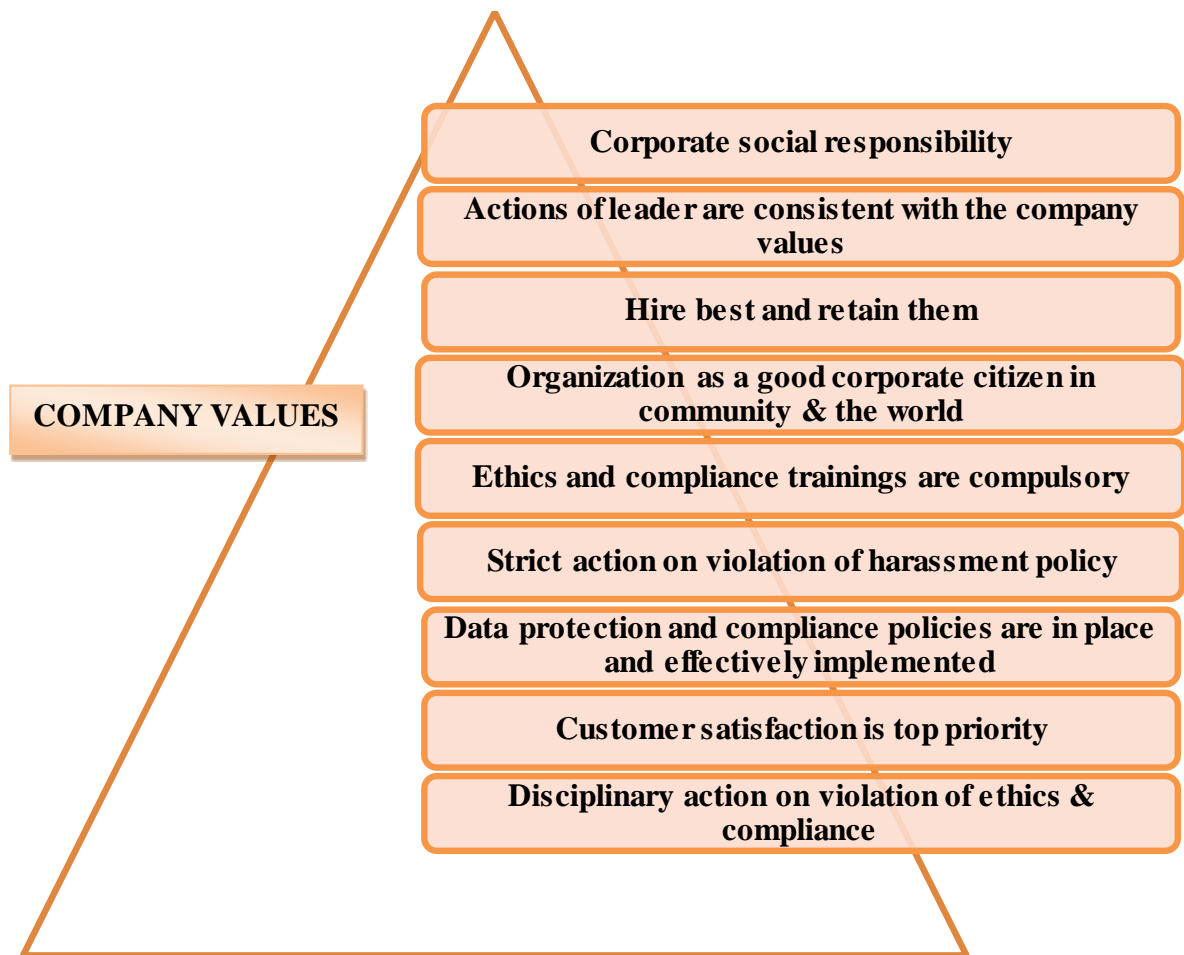 Corporate social responsibility
Actions of leader are consistent with the company
values
Hire best and retain them
Organization as a good corporate citizen in
community & the world
COMPANY VALUES
Ethics and compliance trainings are compulsory
Strict action on violation of harassment policy
Data protection and compliance policies are in place
and effectively implemented
Customer satisfaction is top priority
Disciplinary action on violation of ethics &
compliance